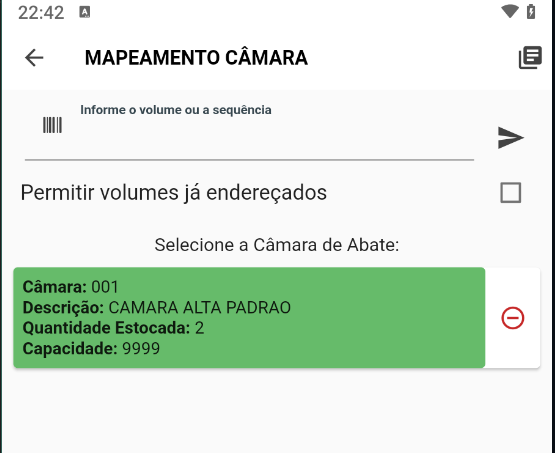 22:42
MAPEAMENTO CÂMARA
Informe o volume ou a sequência
Permitir volumes já endereçados
Selecione a Câmara de Abate:
Câmara: 001
Descrição: CAMARA ALTA PADRAO
Quantidade Estocada: 2
Capacidade: 9999